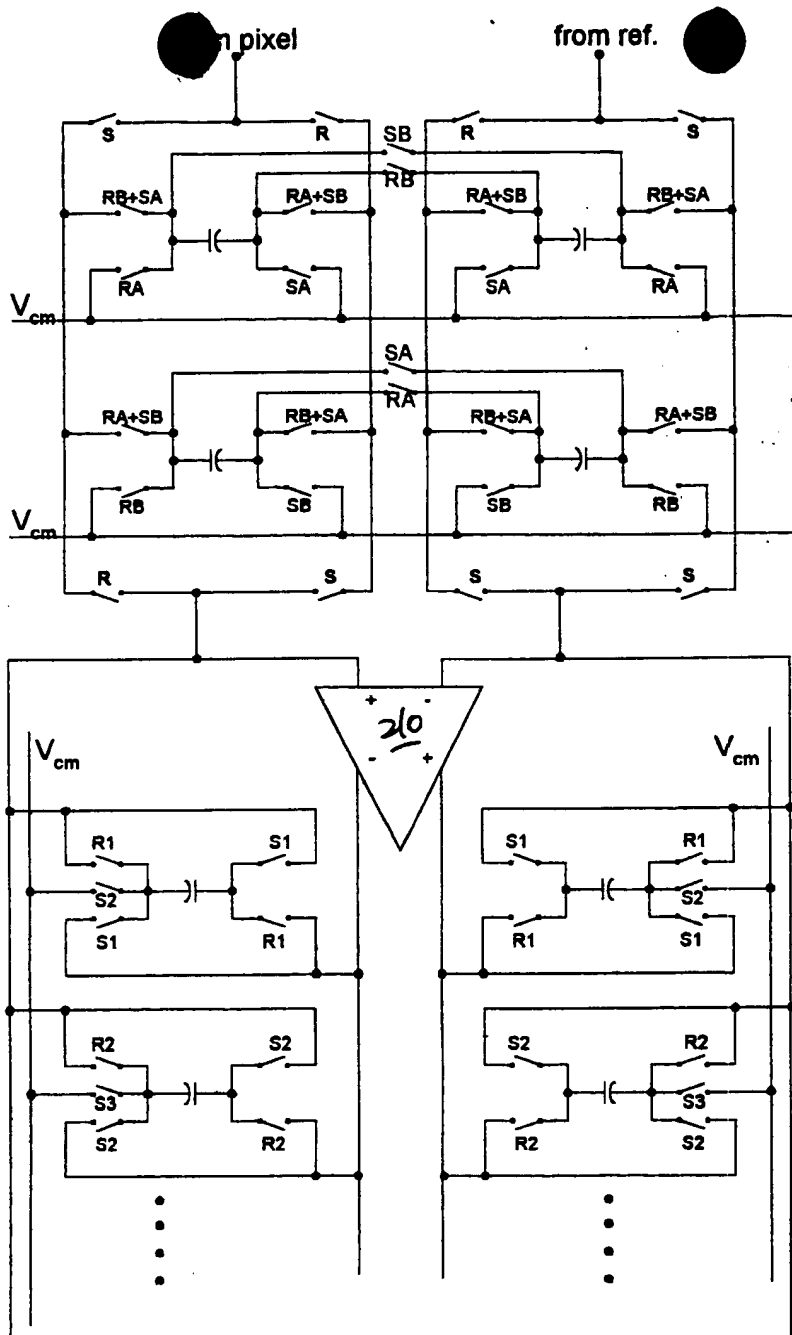 pixel from ref.
S R SB R S
RB
RB+SA RA+SB RA+SB RB+SA
RA SA SA RA
Vcm
SA
RA
RA+SB RB+SA RB+SA RA+SB
RB SB SB RB
Vcm
R S S S
+ -
210
- +
Vcm Vcm
R1 S1 S1 R1
S2 S2
S1 R1 R1 S1
R2 S2 S2 R2
S3 S3
S2 R2 R2 S2